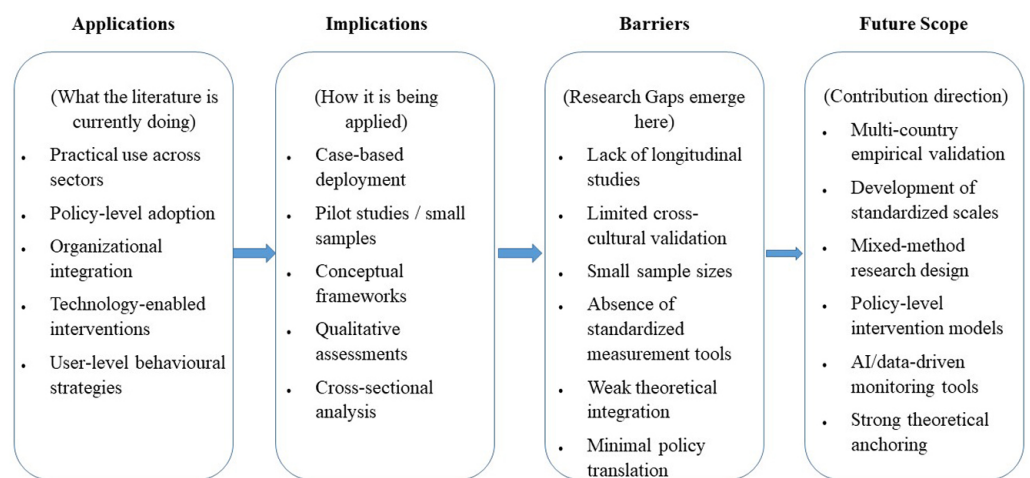 Applications
(What the literature is
currently doing)
• Practical use across
sectors
• Policy-level adoption
• Organizational
integration
• Technology-enabled
interventions
• User-level behavioural
strategies
Implications
(How it is being
applied)
• Case-based
deployment
• Pilot studies / small
samples
• Conceptual
frameworks
• Qualitative
assessments
• Cross-sectional
analysis
Barriers
(Research Gaps emerge
here)
• Lack of longitudinal
studies
• Limited cross-
cultural validation
• Small sample sizes
• Absence of
standardized
measurement tools
• Weak theoretical
integration
• Minimal policy
translation
Future Scope
(Contribution direction)
• Multi-country
empirical validation
• Development of
standardized scales
• Mixed-method
research design
• Policy-level
intervention models
• AI/data-driven
monitoring tools
• Strong theoretical
anchoring